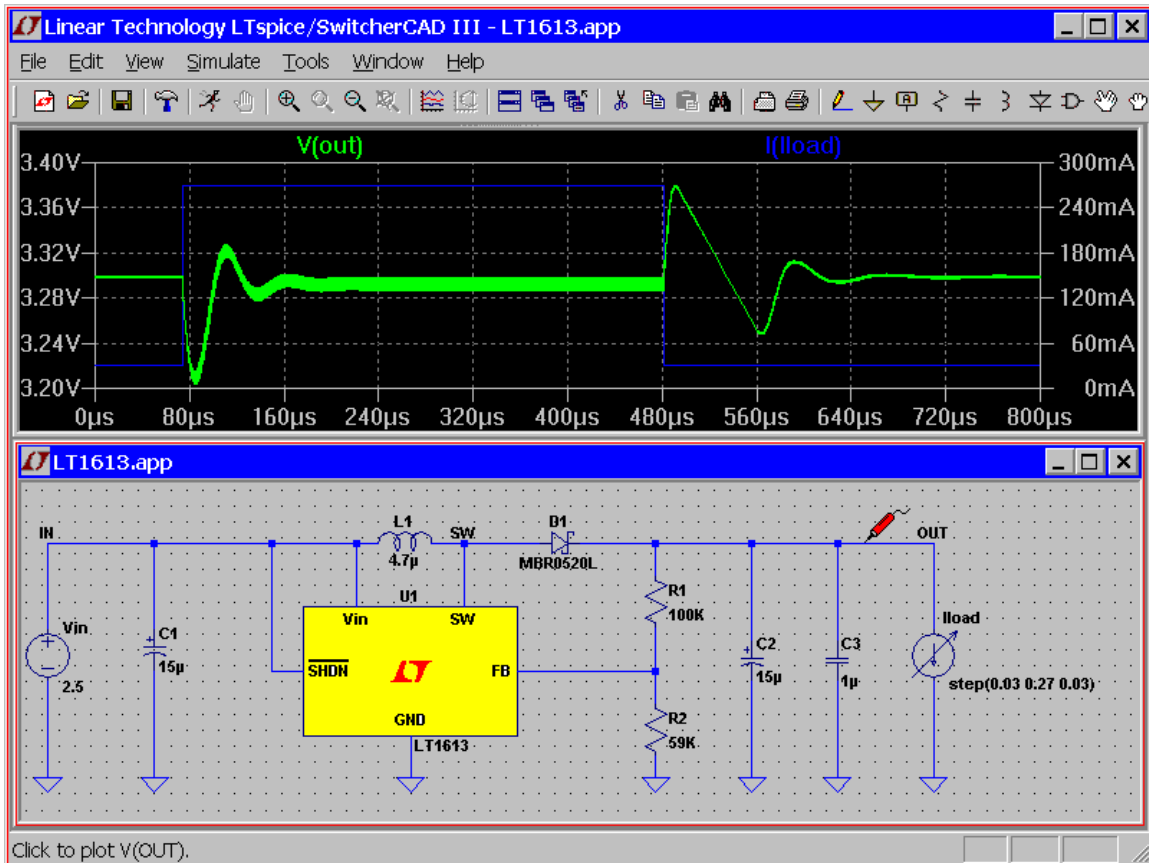 Linear Technology LTspice/SwitcherCAD III - LT1613.app
File Edit View Simulate Tools Window Help
V(out) I(Iload)
3.40V 300mA
3.36V 240mA
3.32V 180mA
3.28V 120mA
3.24V 60mA
3.20V 0mA
0µs 80µs 160µs 240µs 320µs 400µs 480µs 560µs 640µs 720µs 800µs
LT1613.app
IN L1 SW D1 OUT
4.7µ MBR0520L
U1
Vin SW
R1
100K
Vin
2.5
C1
15µ
SHDN FB
GND
LT1613
R2
59K
C2
15µ
C3
1µ
Iload
step(0.03 0.27 0.03)
Click to plot V(OUT).